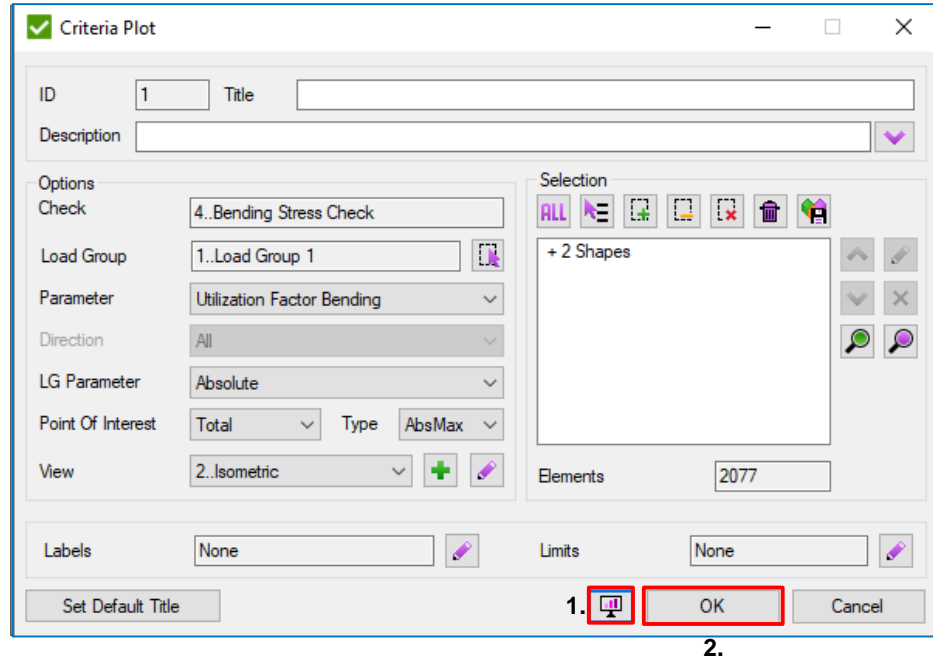 Criteria Plot
ID 1 Title
Description
Options
Selection
Check 4..Bending Stress Check
ALL
Load Group 1..Load Group 1
+ 2 Shapes
Parameter Utilization Factor Bending
Direction All
LG Parameter Absolute
Point Of Interest Total Type AbsMax
View 2..Isometric
Elements 2077
Labels None
Limits None
Set Default Title
1.
OK
Cancel
2.